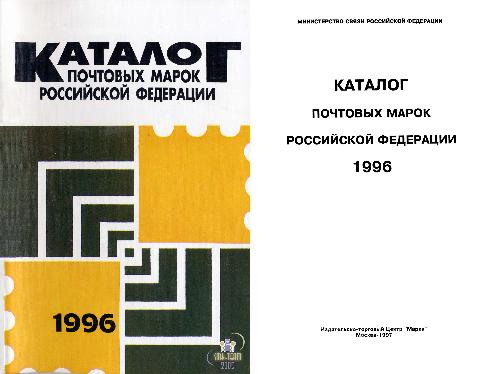 КАТАЛОГ
ПОЧТОВЫХ МАРОК
РОССИЙСКОЙ ФЕДЕРАЦИИ
1996
2000
МИНИСТЕРСТВО СВЯЗИ РОССИЙСКОЙ ФЕДЕРАЦИИ
КАТАЛОГ
ПОЧТОВЫХ МАРОК
РОССИЙСКОЙ ФЕДЕРАЦИИ
1996
Издательско-торговый Центр "Марка"
Москва-1997